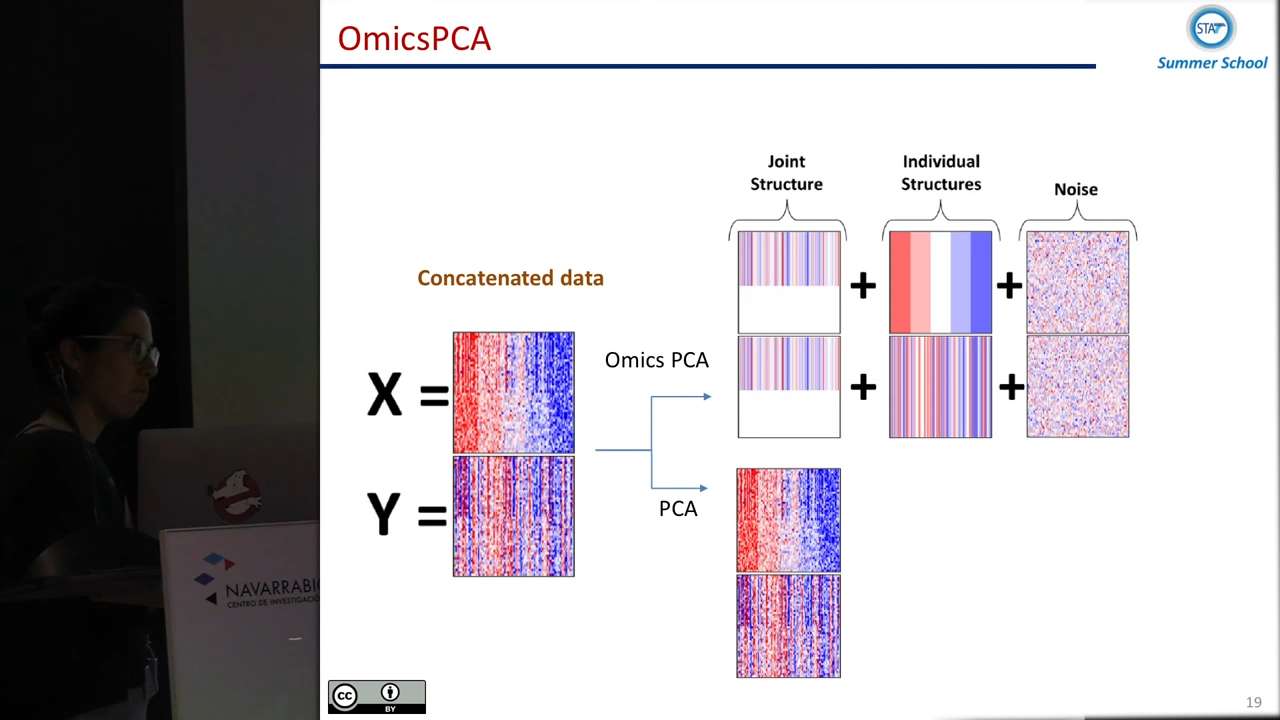 OmicsPCA
STAT
Summer School
Joint
Structure
Individual
Structures
Noise
Concatenated data
Omics PCA
X =
+
+
+
+
Y =
PCA
NAVARRABI
CENTRO DE INVESTIGACIÓ
cc
BY
19